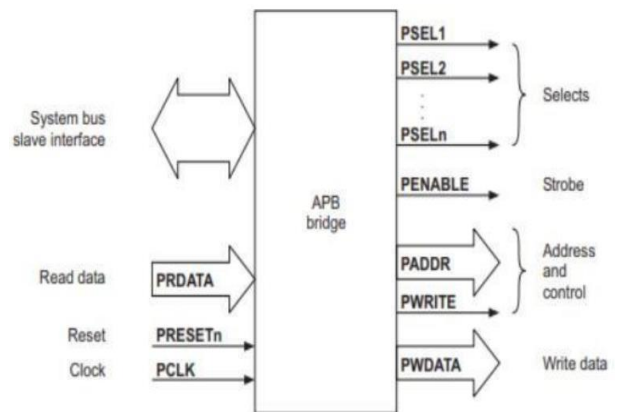 System bus
slave interface
Read data
PRDATA
Reset
PRESETn
Clock
PCLK
APB
bridge
PSEL1
PSEL2
PSELn
Selects
PENABLE
Strobe
PADDR
PWRITE
Address
and
control
PWDATA
Write data